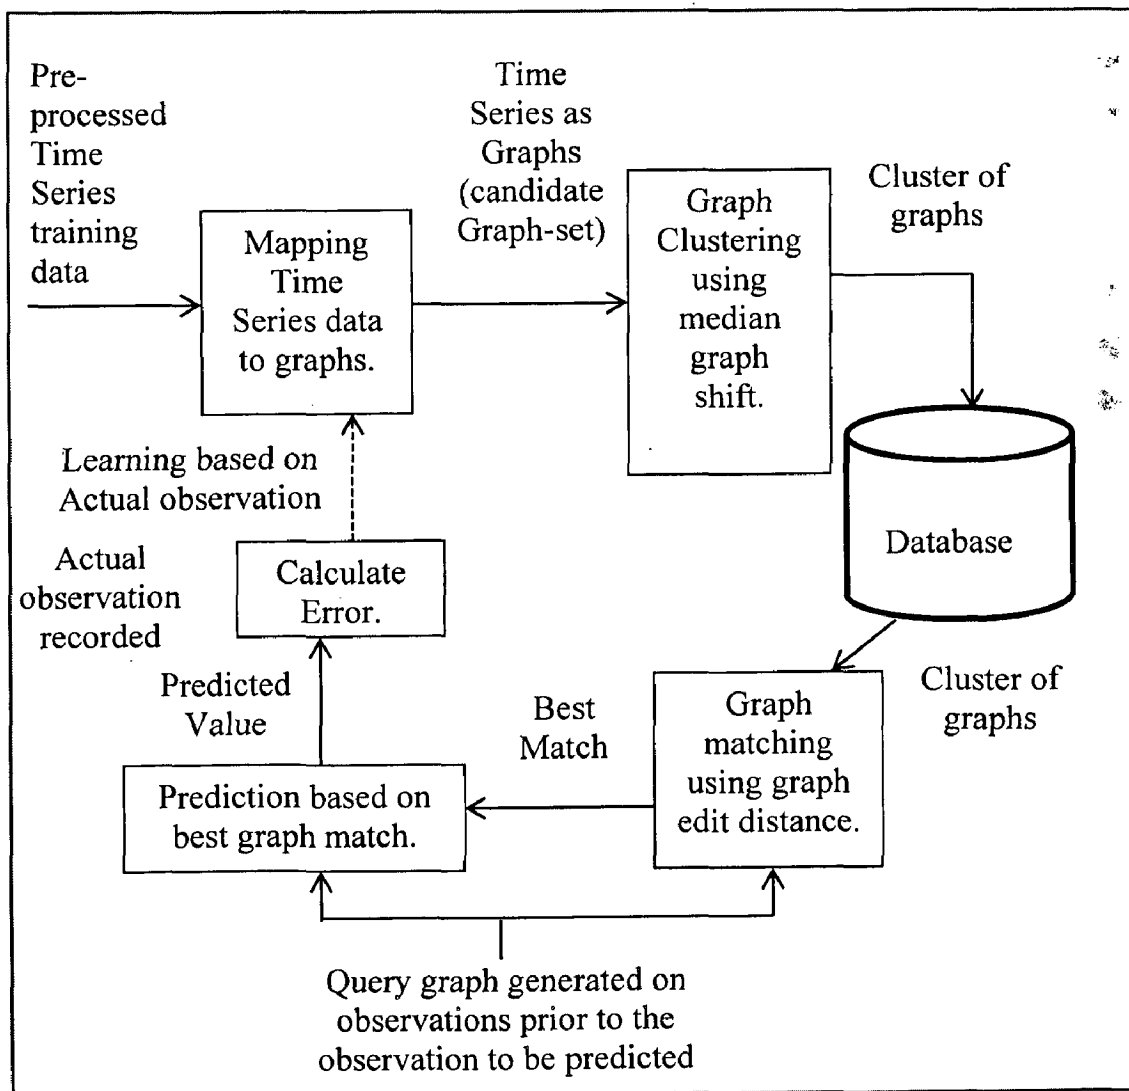 Pre-
processed
Time
Series
training
data
Time
Series as
Graphs
(candidate
Graph-set)
Mapping
Time
Series data
to graphs.
Graph
Clustering
using
median
graph
shift.
Cluster of
graphs
Database
Learning based on
Actual observation
Actual
observation
recorded
Calculate
Error.
Predicted
Value
Best
Match
Graph
matching
using graph
edit distance.
Cluster of
graphs
Prediction based on
best graph match.
Query graph generated on
observations prior to the
observation to be predicted